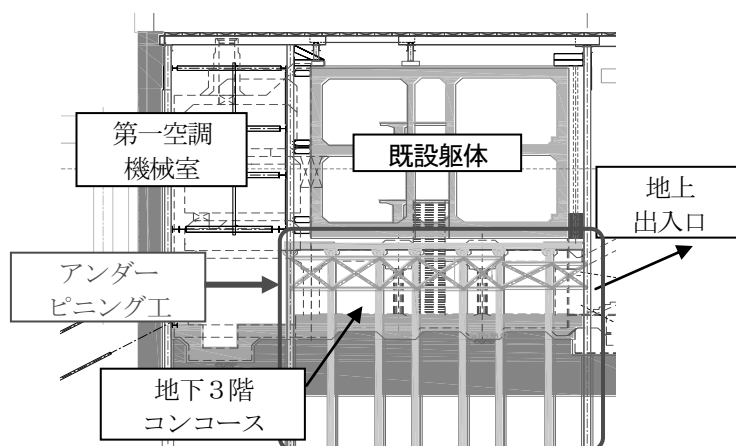 第一空調
機械室
既設躯体
地上
出入口
アンダー
ピニング工
地下３階
コンコース